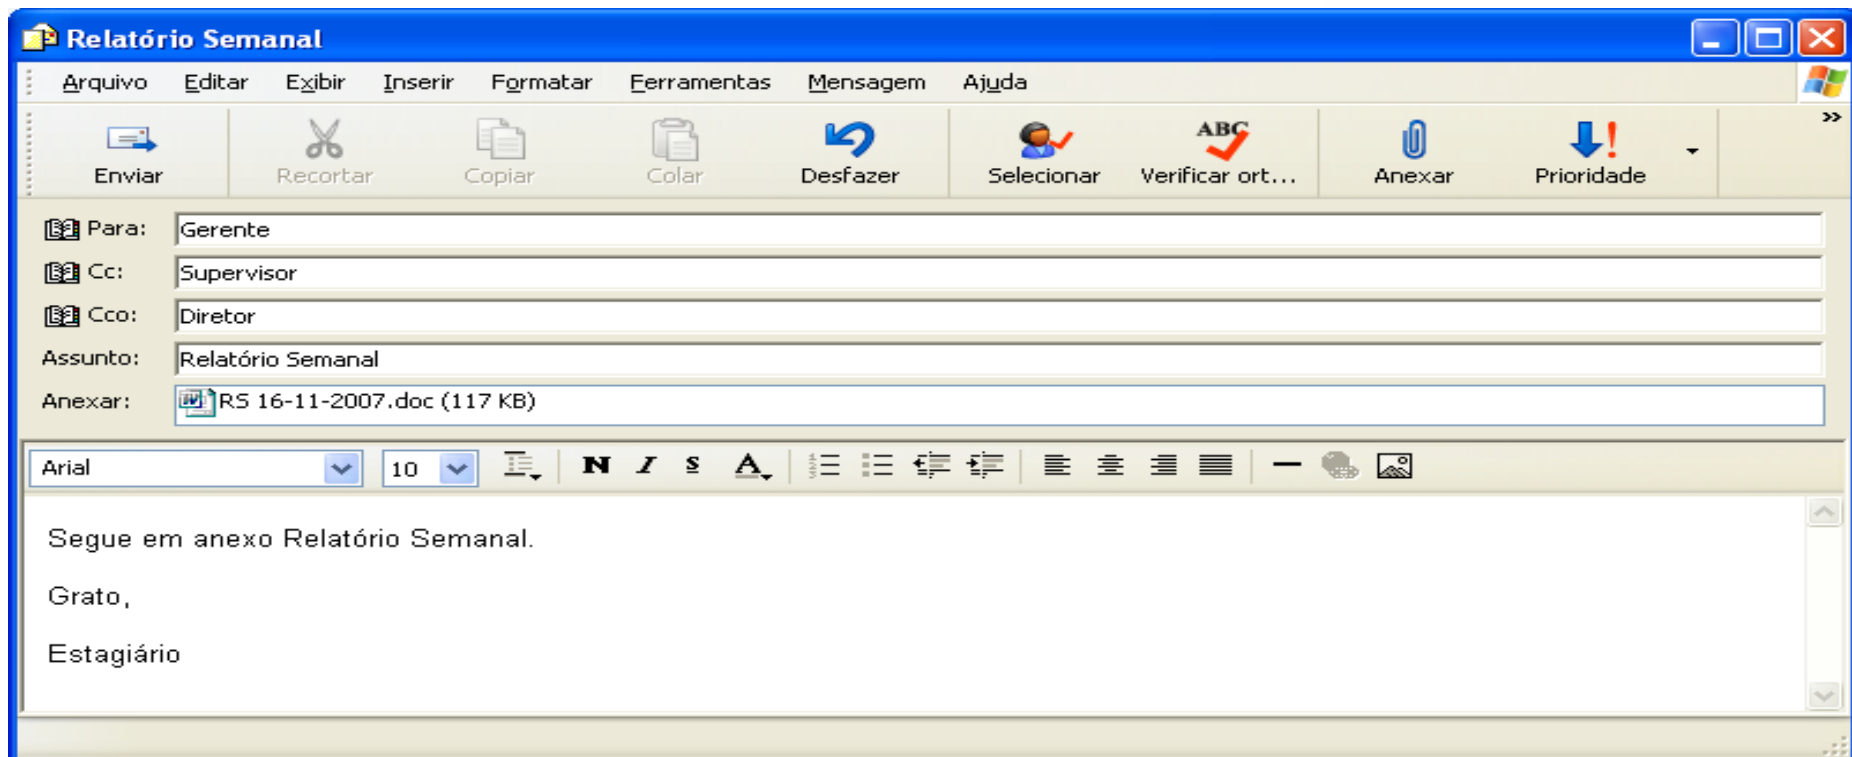 Relatório Semanal
Arquivo Editar Exibir Inserir Formatar Ferramentas Mensagem Ajuda
ABC
Enviar Recortar Copiar Colar Desfazer Selecionar Verificar ort... Anexar Prioridade
Para: Gerente
Cc: Supervisor
Cco: Diretor
Assunto: Relatório Semanal
Anexar: RS 16-11-2007.doc (117 KB)
Arial 10 N I S A
Segue em anexo Relatório Semanal.
Grato,
Estagiário